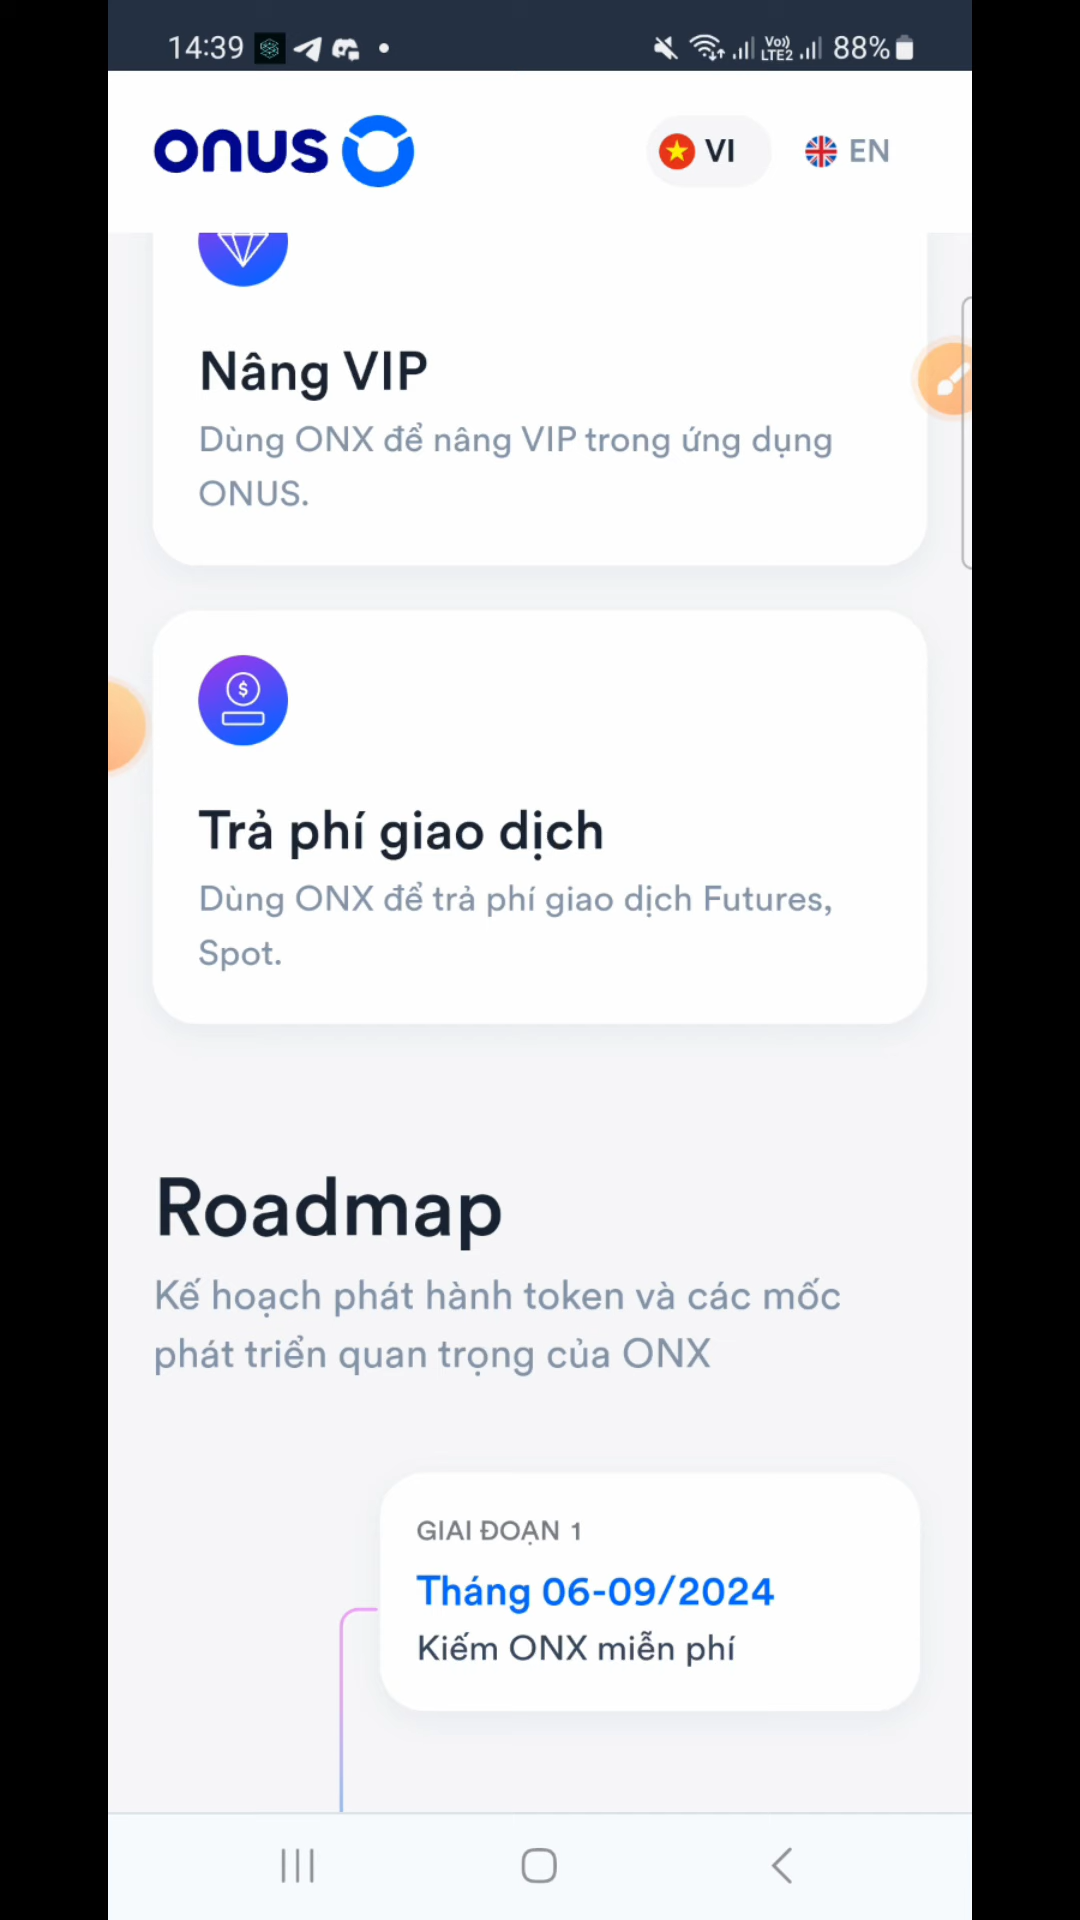 14:39
Vo))
LTE2
88%
onus
VI
EN
Nâng VIP
Dùng ONX để nâng VIP trong ứng dụng
ONUS.
$
Trả phí giao dịch
Dùng ONX để trả phí giao dịch Futures,
Spot.
Roadmap
Kế hoạch phát hành token và các mốc
phát triển quan trọng của ONX
GIAI ĐOẠN 1
Tháng 06-09/2024
Kiếm ONX miễn phí